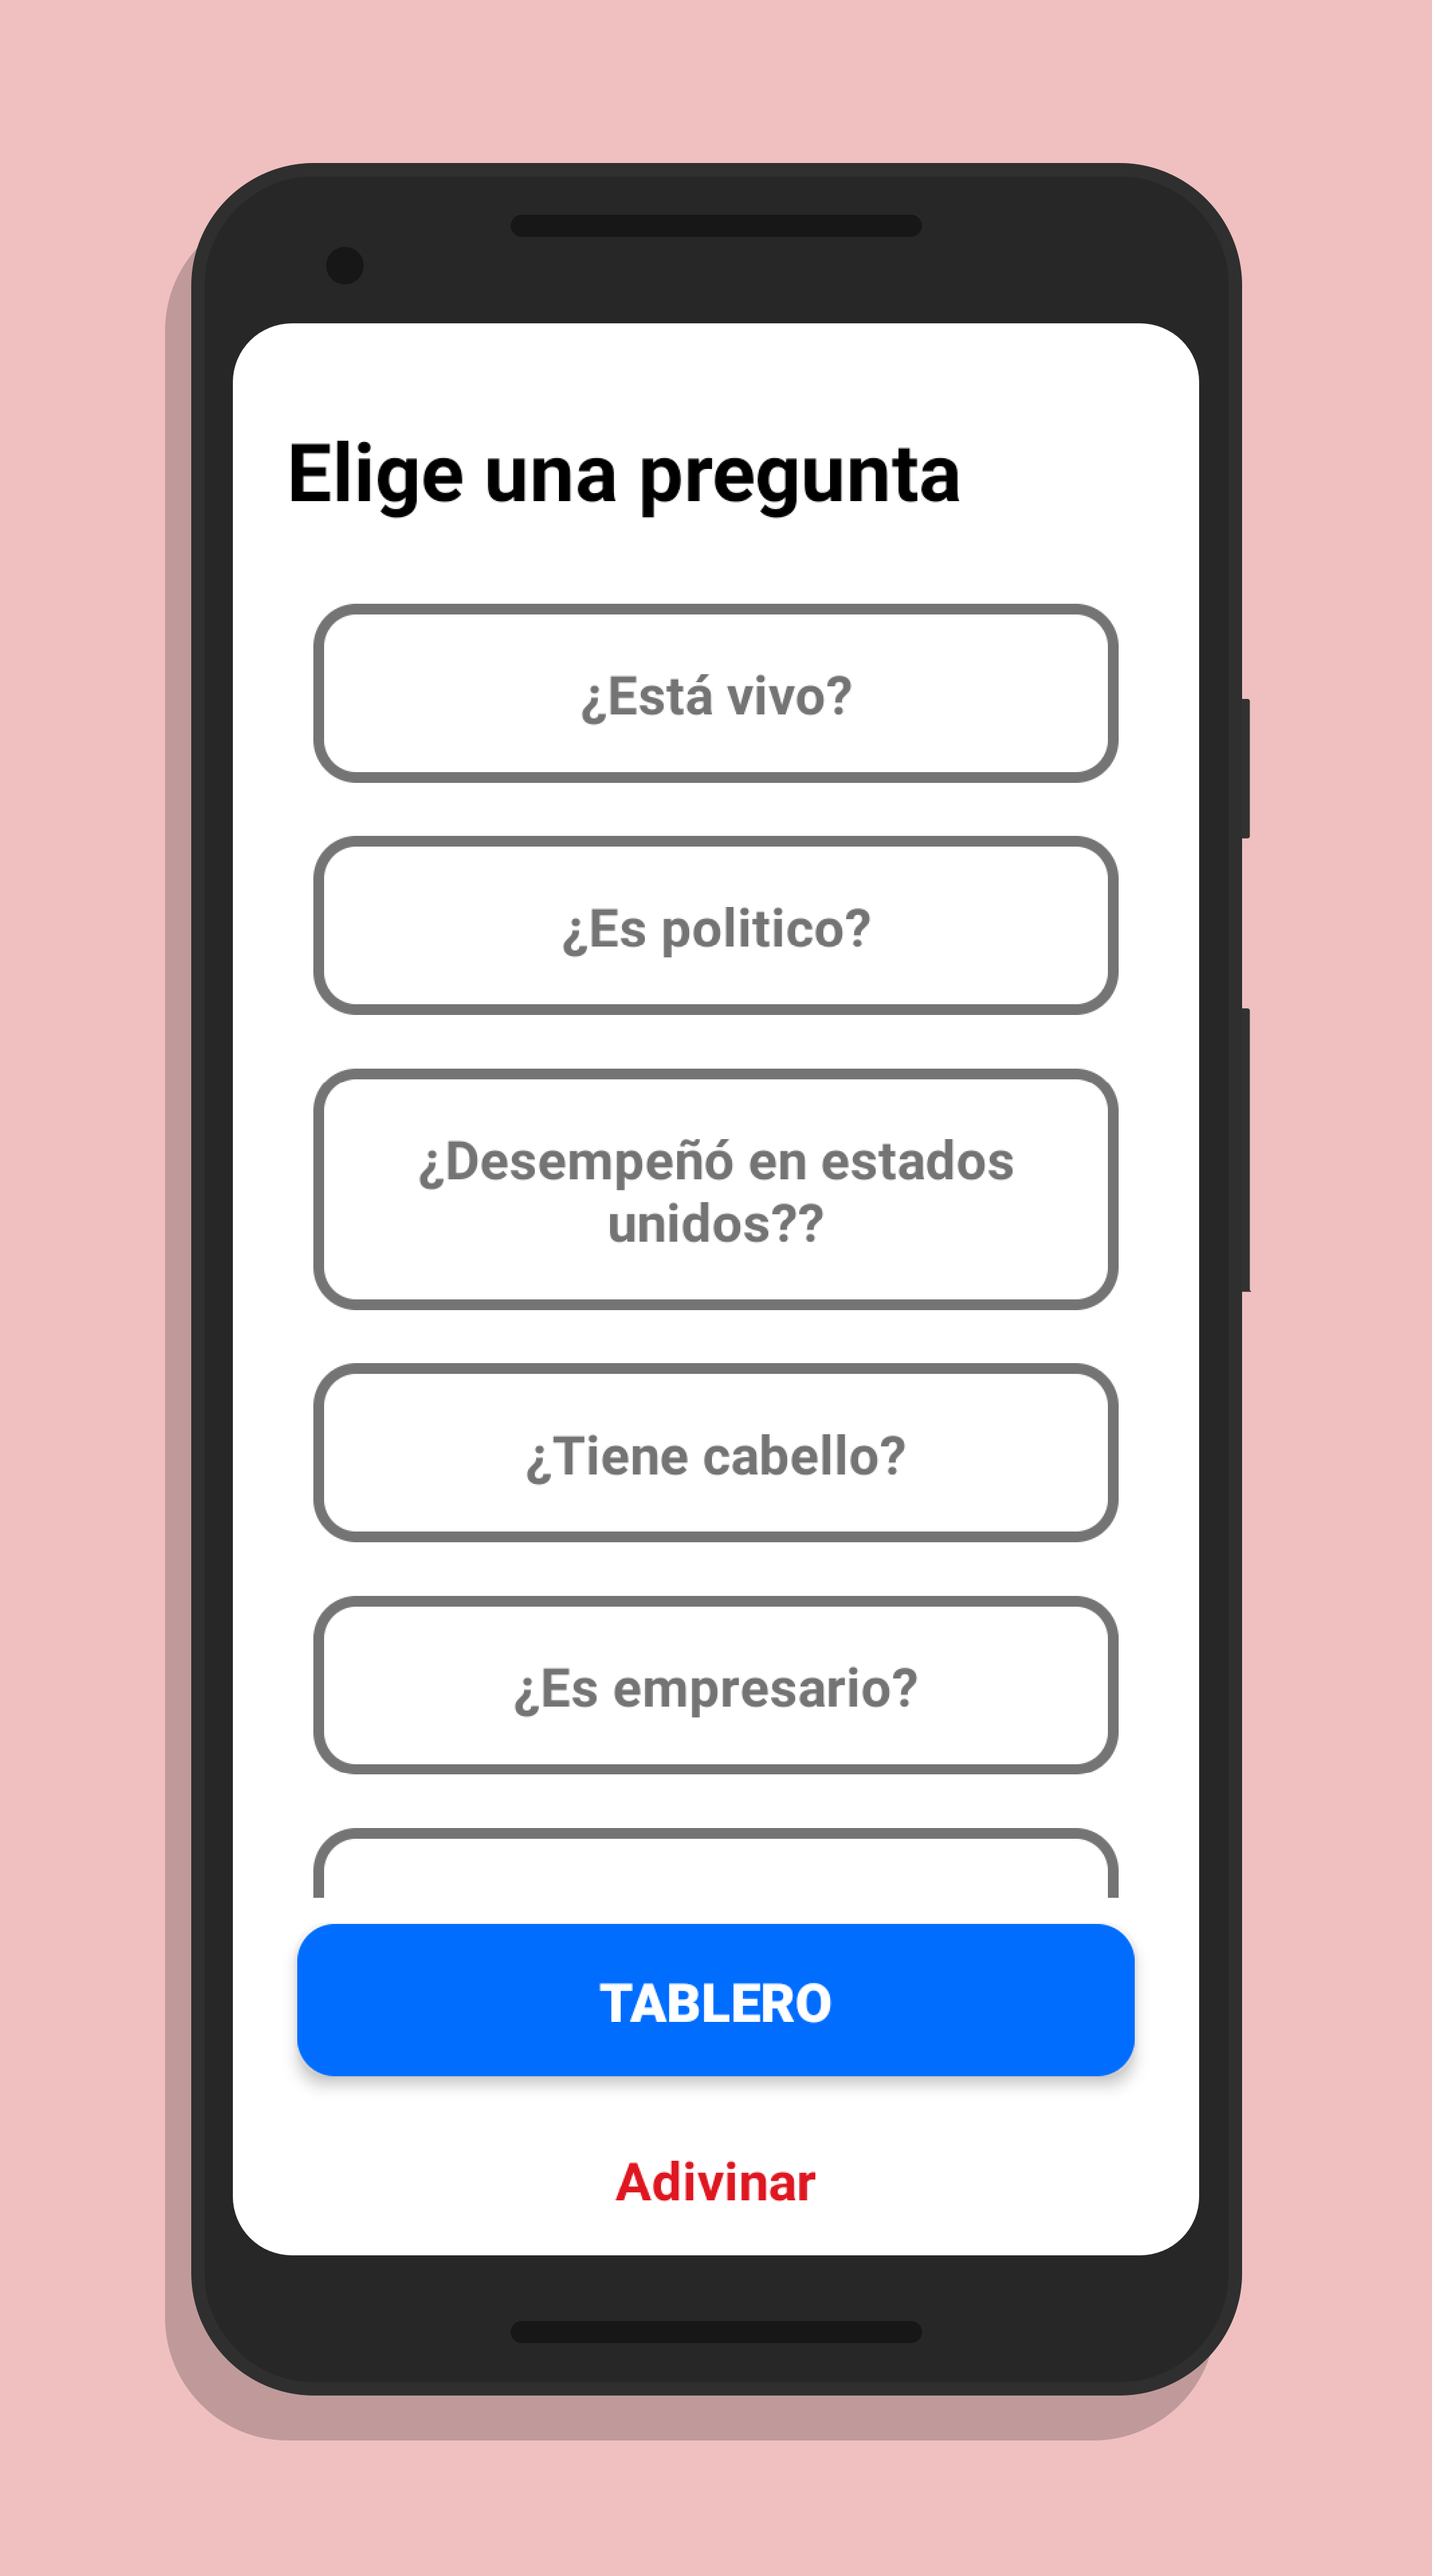 Elige una pregunta
¿Está vivo?
¿Es politico?
¿Desempeñó en estados
unidos??
¿Tiene cabello?
¿Es empresario?
TABLERO
Adivinar